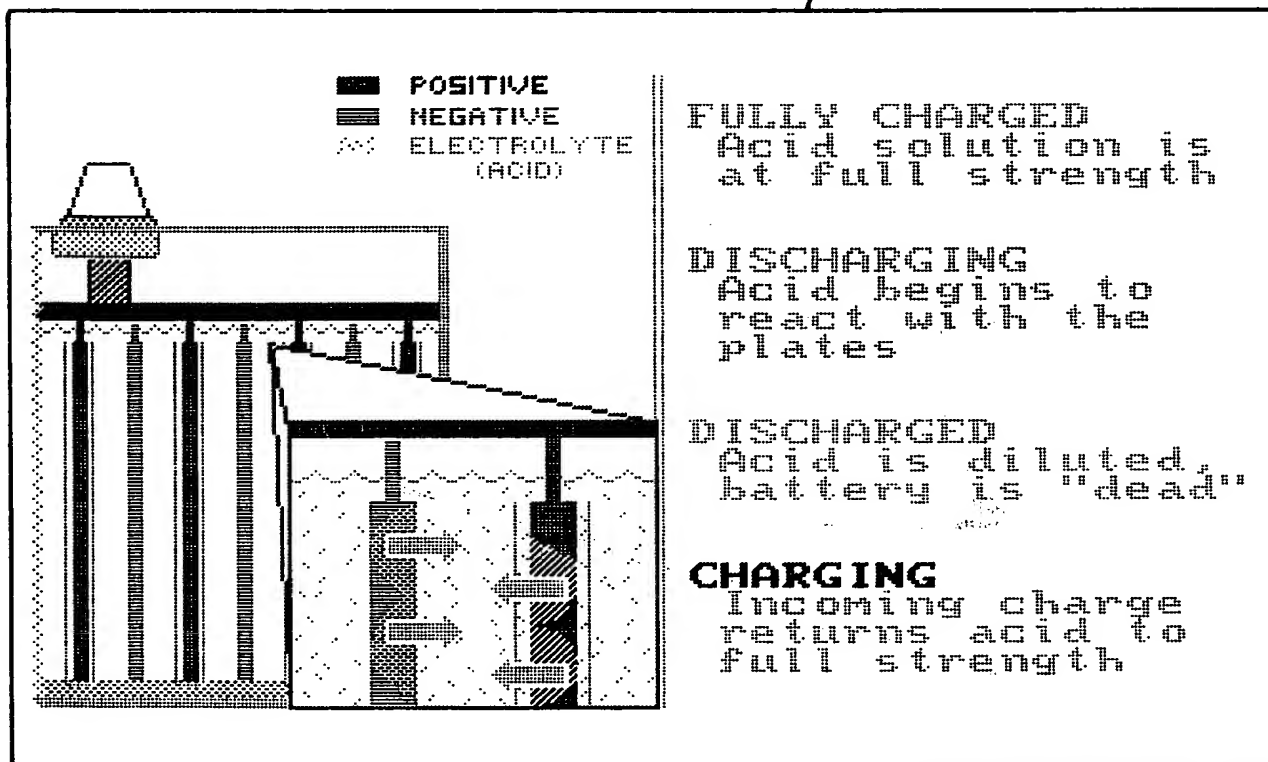 POSITIVE
NEGATIVE
ELECTROLYTE
(ACID)
FULLY CHARGED
Acid solution is
at full strength
DISCHARGING
Acid begins to
react with the
plates
DISCHARGED
Acid is diluted,
battery is "dead"
CHARGING
Incoming charge
returns acid to
full strength